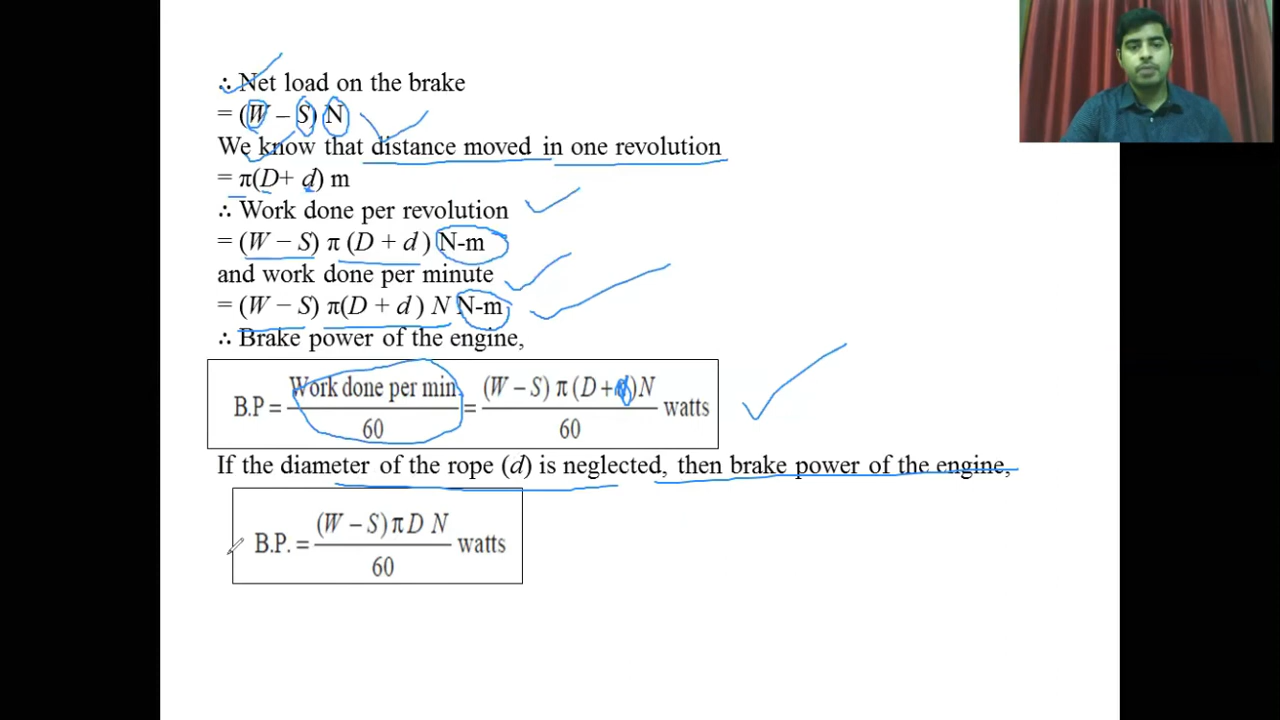 ∴ Net load on the brake
= (W – S) N
We know that distance moved in one revolution
= π(D+ d) m
∴ Work done per revolution
= (W – S) π (D + d ) N-m
and work done per minute
= (W – S) π(D + d ) N N-m
∴ Brake power of the engine,
B.P = Work done per min / 60 = (W – S) π (D + d) N / 60 watts
If the diameter of the rope (d) is neglected, then brake power of the engine,
B.P. = (W – S) π D N / 60 watts